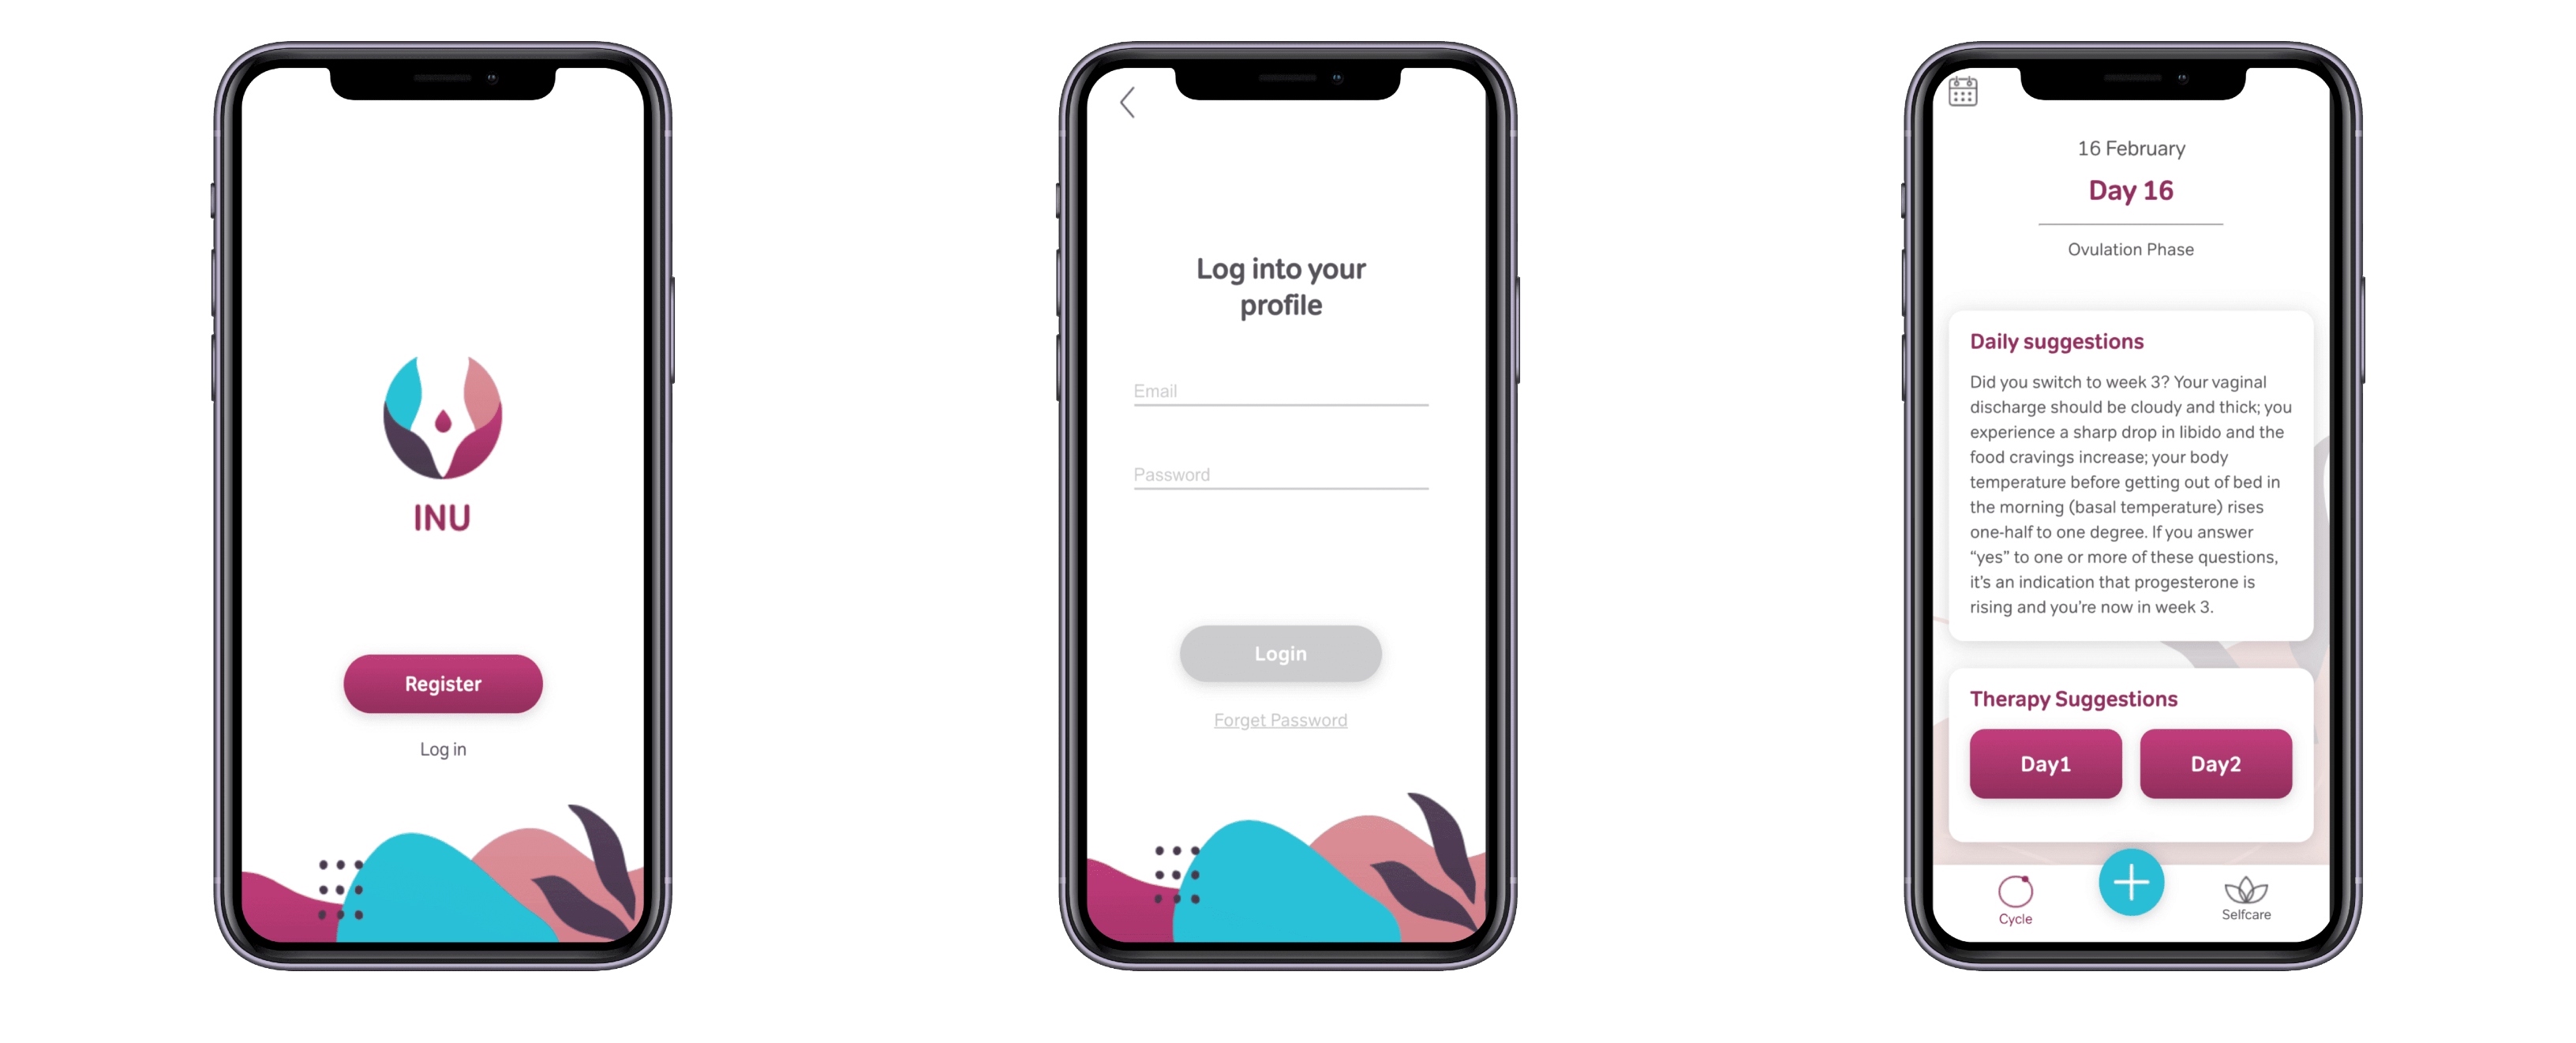 INU
Register
Log in
Log into your
profile
Email
Password
Login
Forget Password
16 February
Day 16
Ovulation Phase
Daily suggestions
Did you switch to week 3? Your vaginal
discharge should be cloudy and thick; you
experience a sharp drop in libido and the
food cravings increase; your body
temperature before getting out of bed in
the morning (basal temperature) rises
one-half to one degree. If you answer
“yes” to one or more of these questions,
it's an indication that progesterone is
rising and you're now in week 3.
Therapy Suggestions
Day1
Day2
Cycle
Selfcare